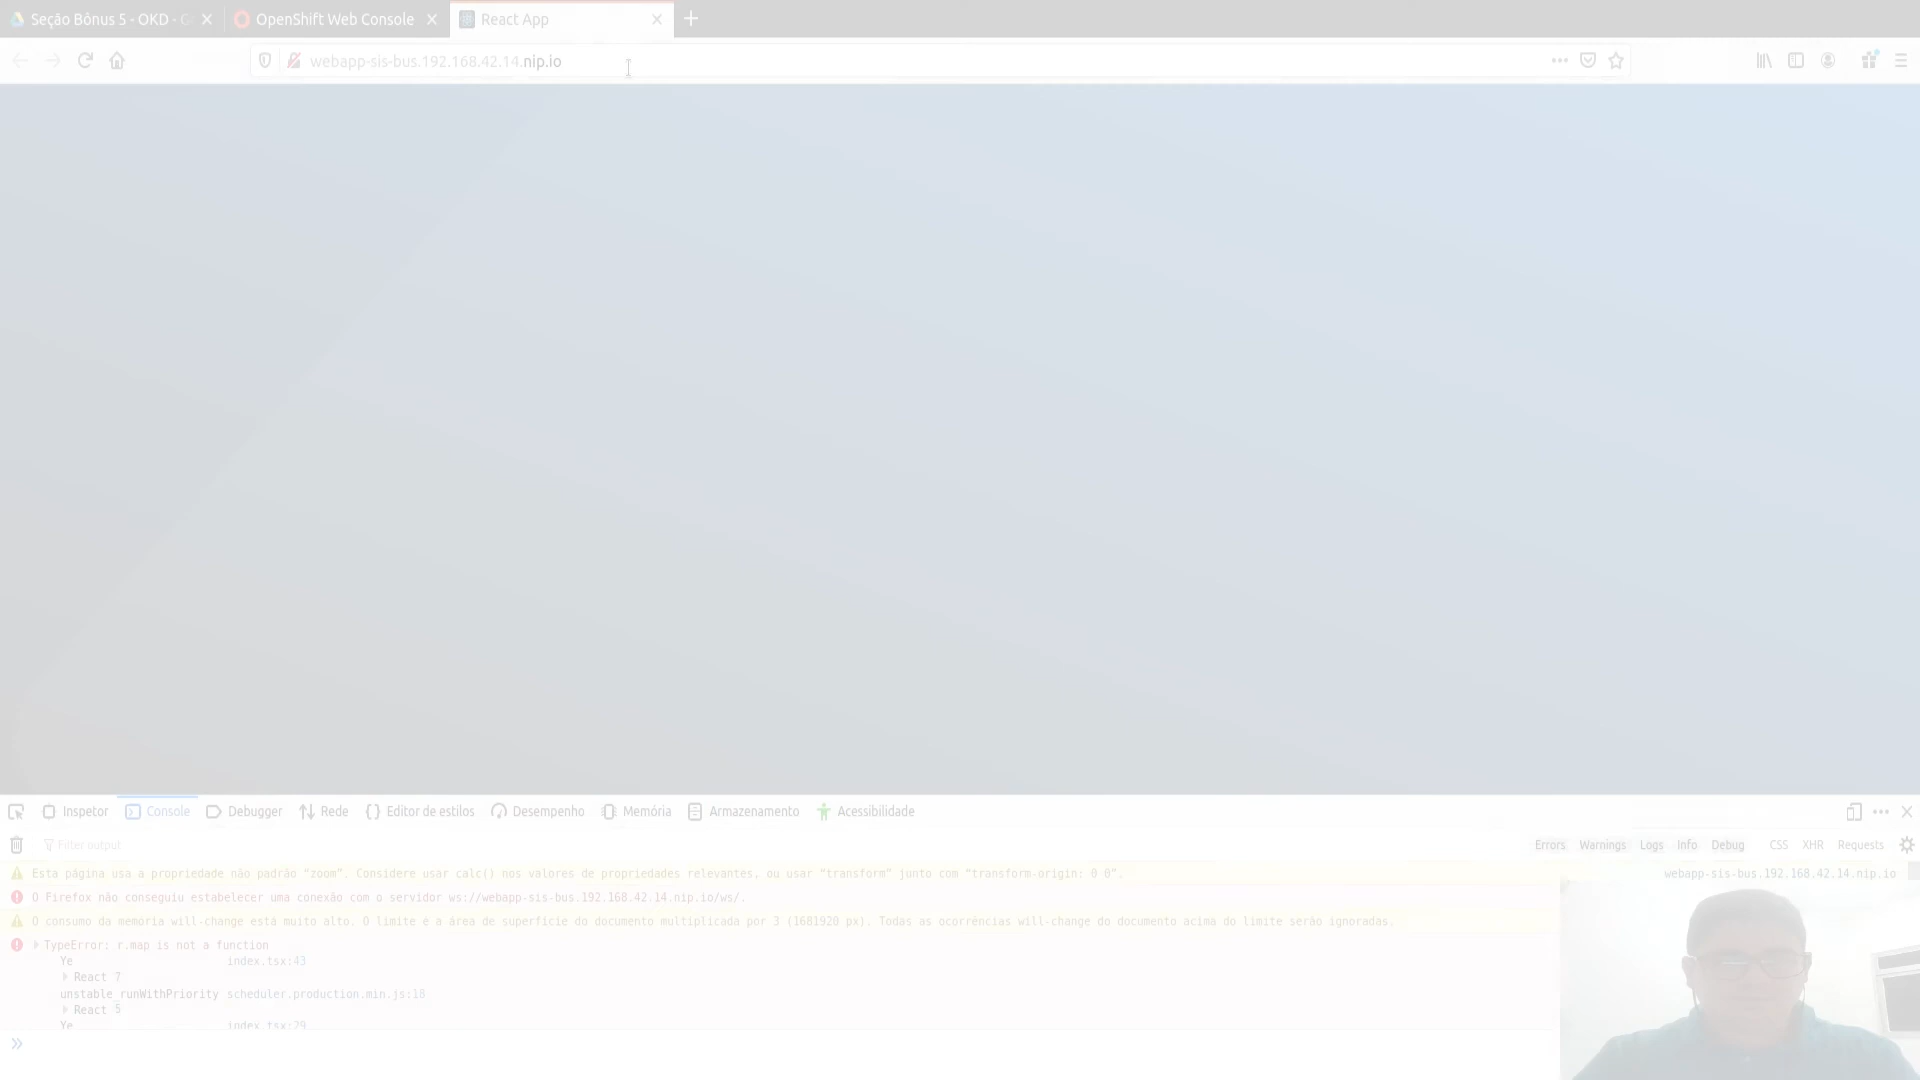 Seção Bônus 5 - OKD - G
OpenShift Web Console
React App
webapp-sis-bus.192.168.42.14.nip.io
Inspetor
Console
Debugger
Rede
Editor de estilos
Desempenho
Memória
Armazenamento
Acessibilidade
Filter output
Errors
Warnings
Logs
Info
Debug
CSS
XHR
Requests
Esta página usa a propriedade não padrão “zoom”. Considere usar calc() nos valores de propriedades relevantes, ou usar “transform” junto com “transform-origin: 0 0”.
webapp-sis-bus.192.168.42.14.nip.io
O Firefox não conseguiu estabelecer uma conexão com o servidor ws://webapp-sis-bus.192.168.42.14.nip.io/ws/.
O consumo da memória will-change está muito alto. O limite é a área de superfície do documento multiplicada por 3 (1681920 px). Todas as ocorrências will-change do documento acima do limite serão ignoradas.
TypeError: r.map is not a function
Ye index.tsx:43
React 7
unstable_runWithPriority scheduler.production.min.js:18
React 5
Ye index.tsx:29